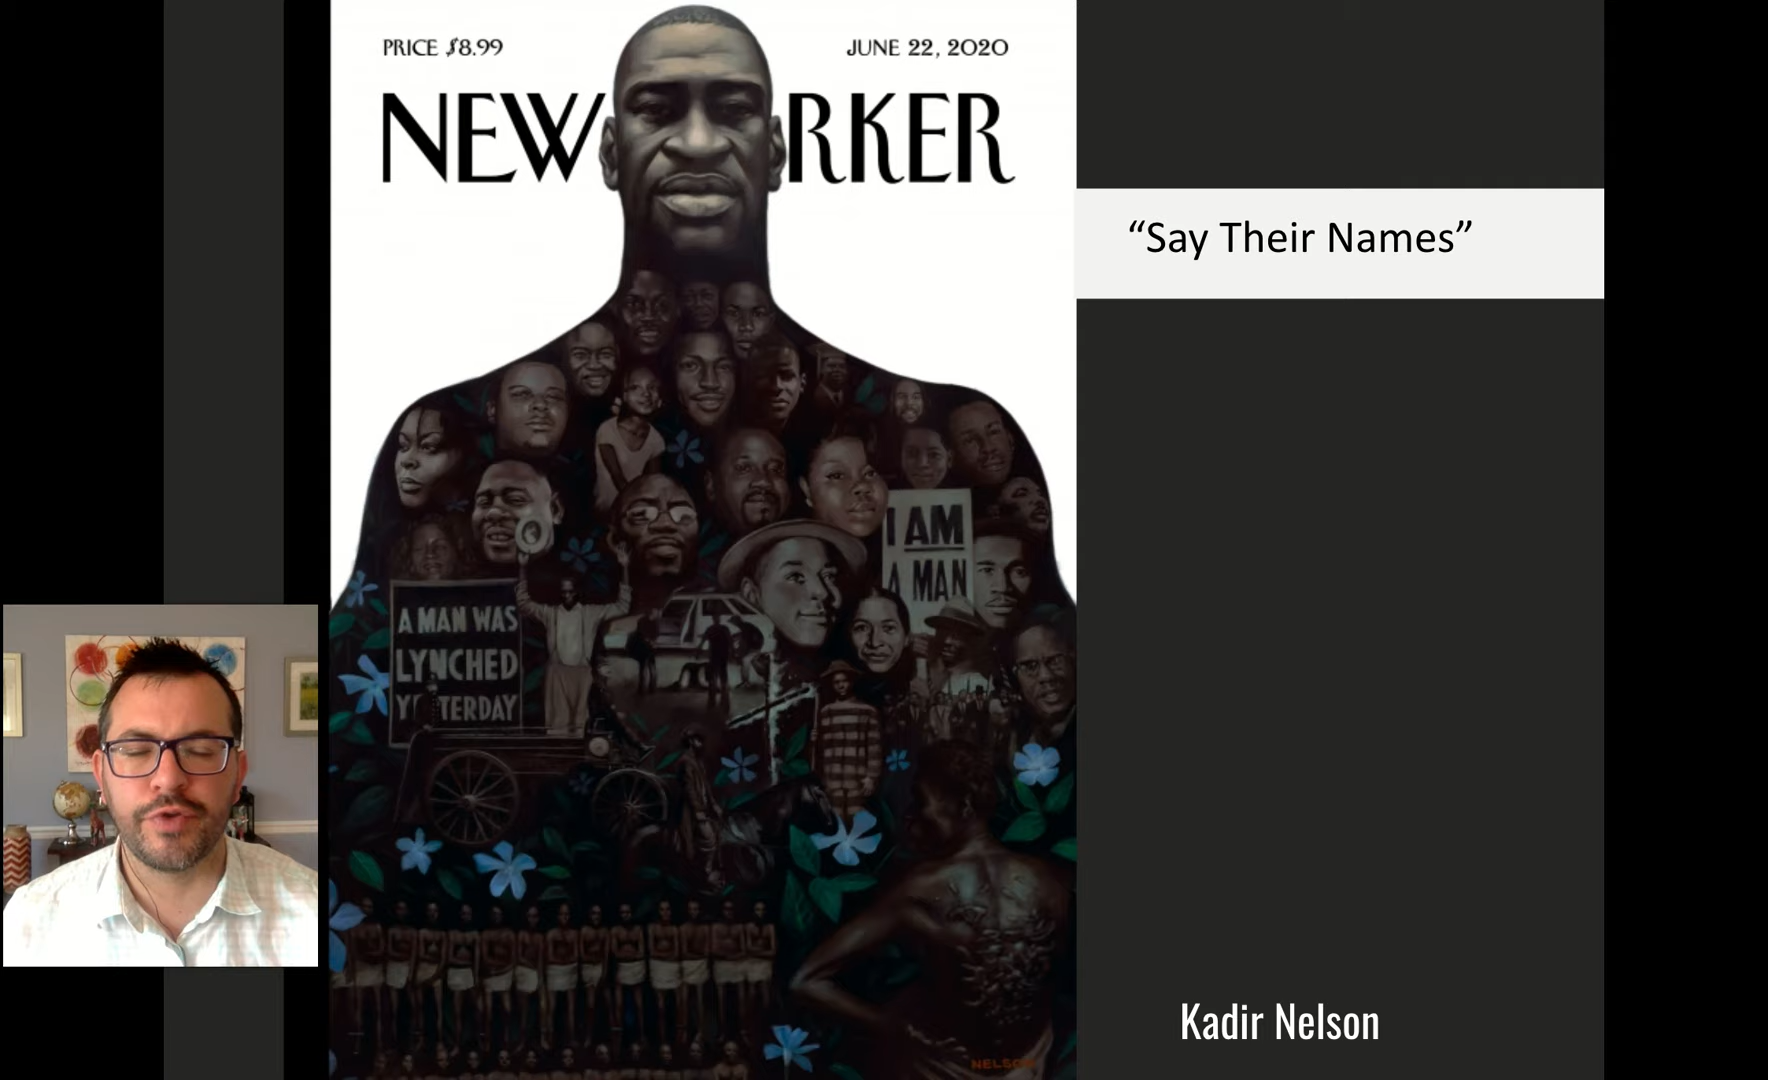 PRICE $8.99
JUNE 22, 2020
NEW RKER
“Say Their Names”
I AM
A MAN
A MAN WAS
LYNCHED
YESTERDAY
Kadir Nelson
NELSON